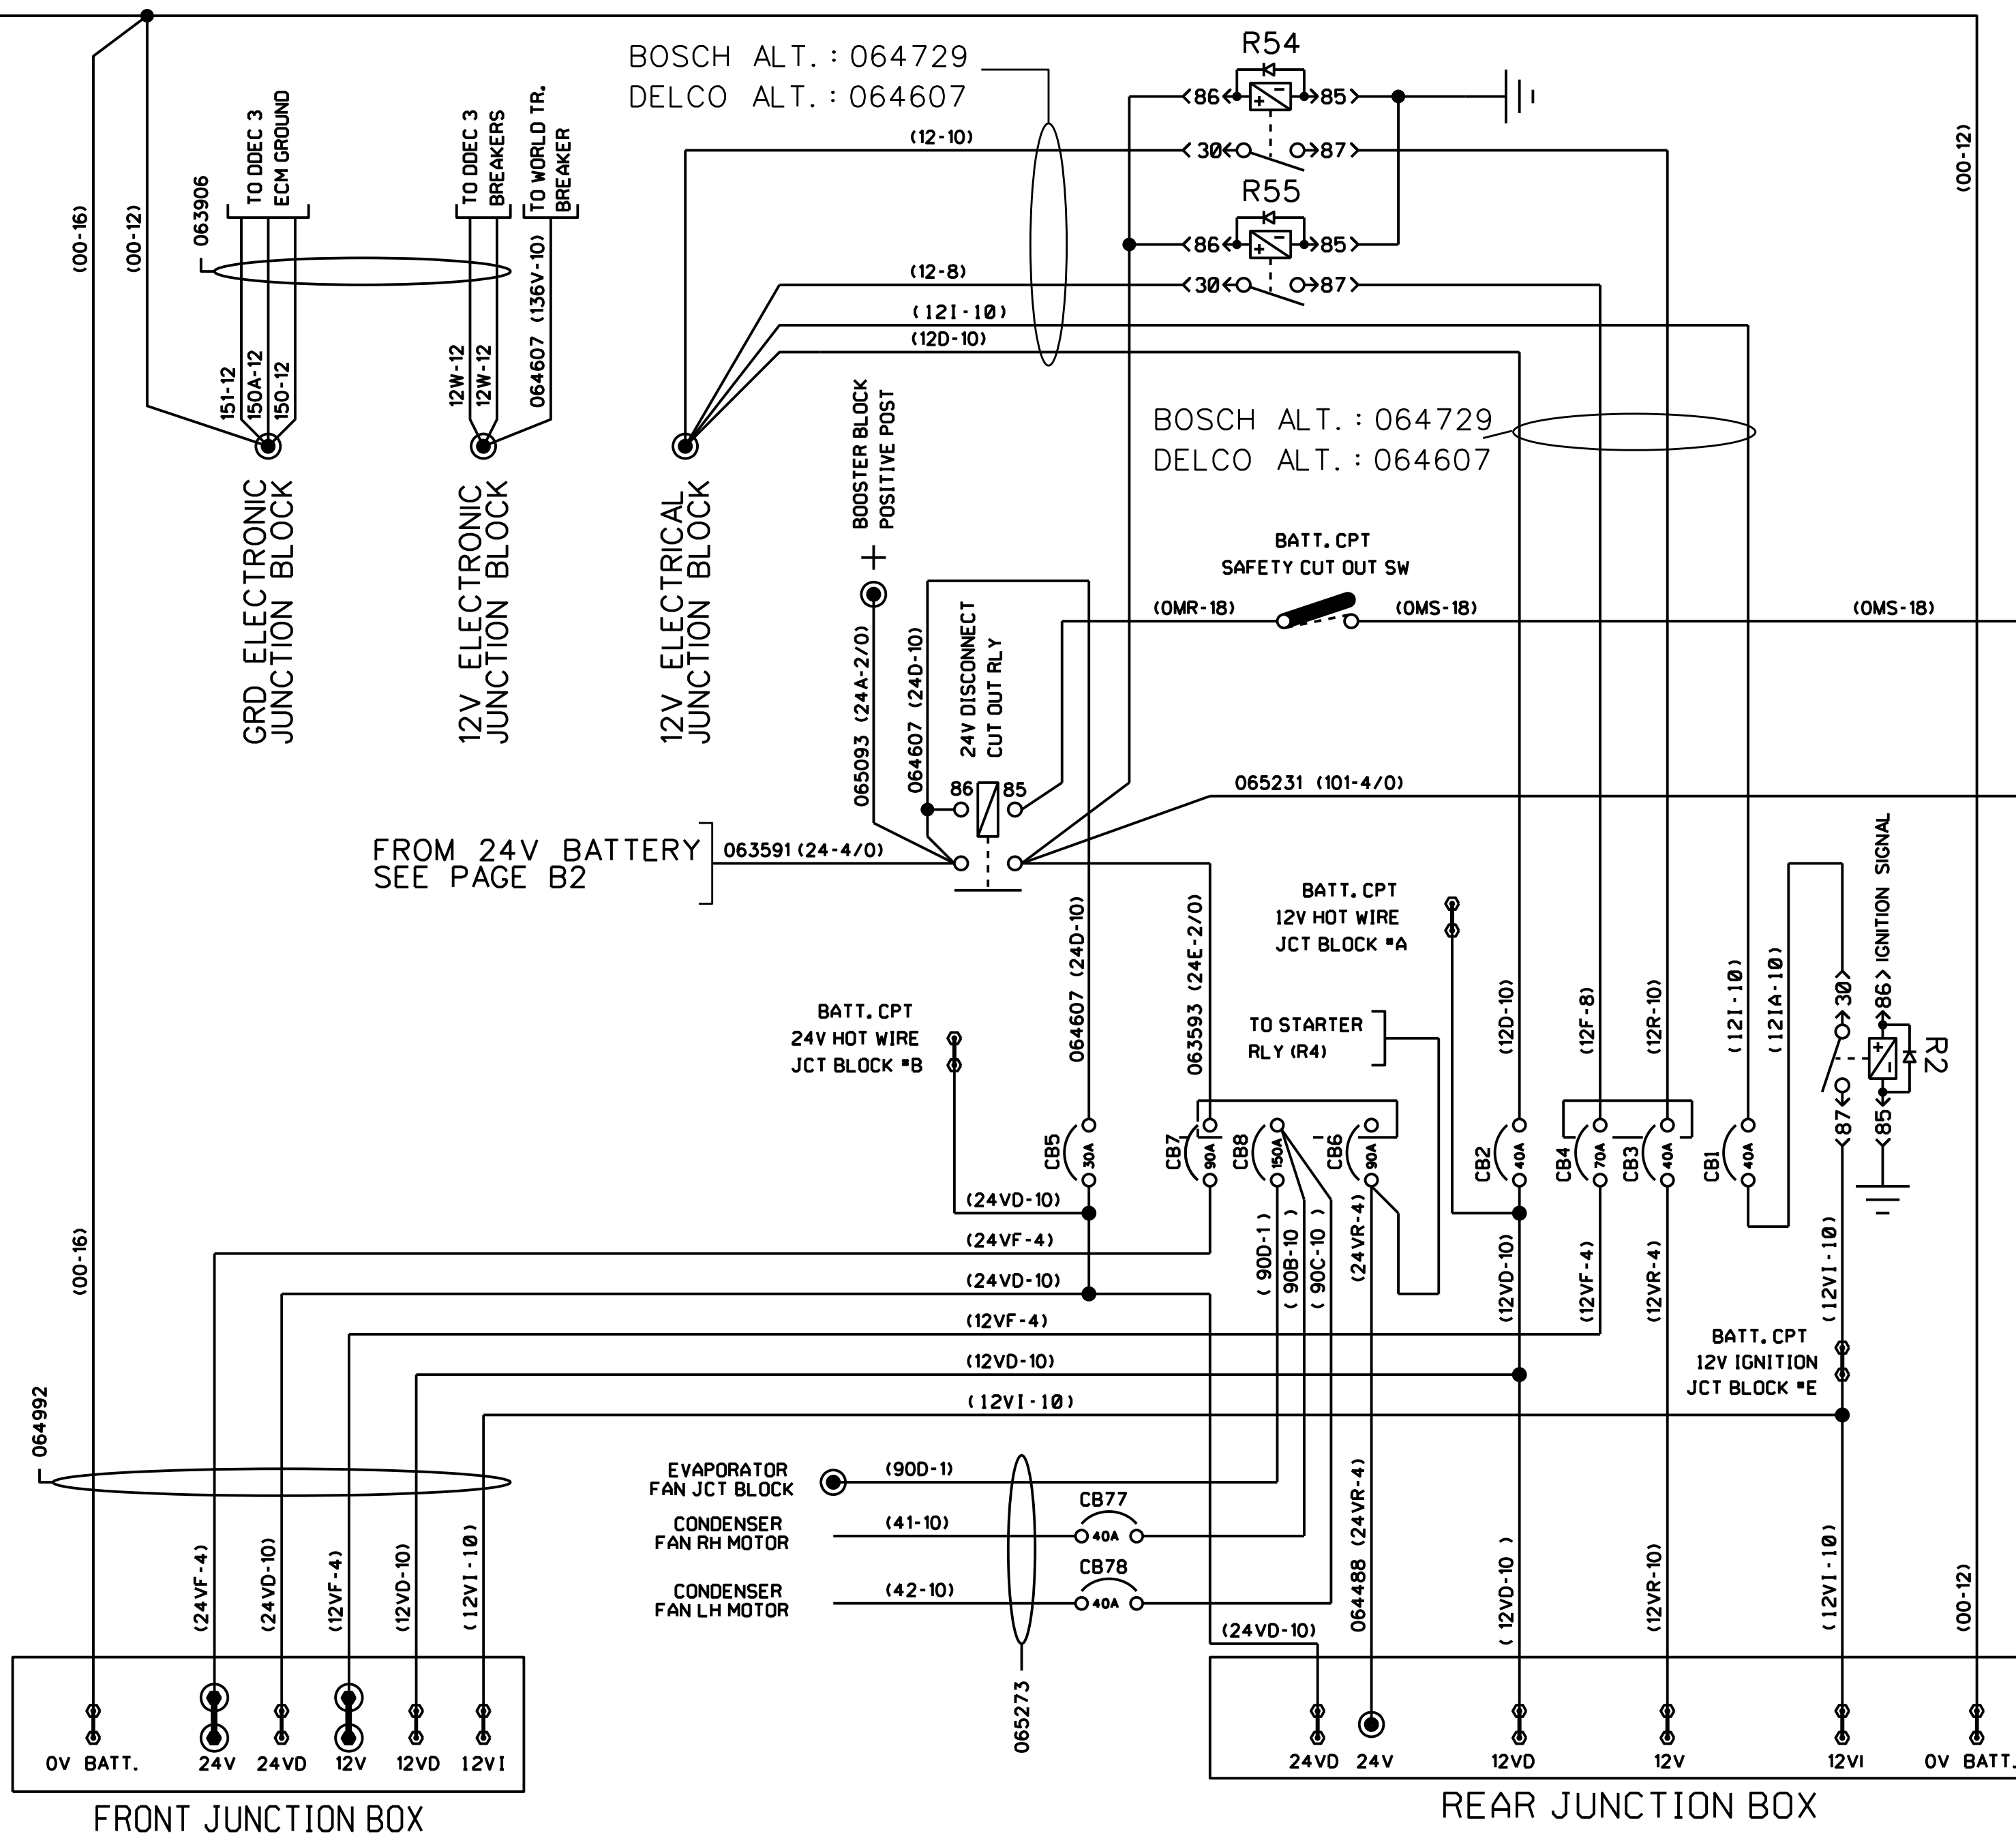 BOSCH ALT. : 064729
DELCO ALT. : 064607
R54
86 85
(12-10)
30 87
R55
86 85
(12-8)
30 87
(12I-10)
(12D-10)
(00-16)
(00-12)
063906
TO DDEC 3
ECM GROUND
TO DDEC 3
BREAKERS
TO WORLD TR.
BREAKER
151-12
150A-12
150-12
12W-12
12W-12
064607 (136V-10)
(00-12)
GRD ELECTRONIC
JUNCTION BLOCK
12V ELECTRONIC
JUNCTION BLOCK
12V ELECTRICAL
JUNCTION BLOCK
BOOSTER BLOCK
POSITIVE POST
+
BOSCH ALT. : 064729
DELCO ALT. : 064607
BATT. CPT
SAFETY CUT OUT SW
(0MR-18)
(0MS-18)
(0MS-18)
065093 (24A-2/0)
064607 (24D-10)
24V DISCONNECT
CUT OUT RLY
86 85
065231 (101-4/0)
FROM 24V BATTERY
SEE PAGE B2
063591 (24-4/0)
BATT. CPT
12V HOT WIRE
JCT BLOCK "A
BATT. CPT
24V HOT WIRE
JCT BLOCK "B
064607 (24D-10)
063593 (24E-2/0)
TO STARTER
RLY (R4)
(12D-10)
(12F-8)
(12R-10)
(12I-10)
(12IA-10)
IGNITION SIGNAL
30
86
R2
87
85
CB5
30A
CB7
90A
CB8
150A
CB6
90A
CB2
40A
CB4
70A
CB3
40A
CB1
40A
(24VD-10)
(24VF-4)
(24VD-10)
(12VF-4)
(12VD-10)
(12VI-10)
(90D-1)
(90B-10)
(90C-10)
(24VR-4)
(12VD-10)
(12VF-4)
(12VR-4)
(12VI-10)
(00-16)
BATT. CPT
12V IGNITION
JCT BLOCK "E
064992
EVAPORATOR
FAN JCT BLOCK
(90D-1)
CONDENSER
FAN RH MOTOR
(41-10)
CB77
40A
CONDENSER
FAN LH MOTOR
(42-10)
CB78
40A
065273
(24VF-4)
(24VD-10)
(12VF-4)
(12VD-10)
(12VI-10)
(24VD-10)
064488 (24VR-4)
(12VD-10)
(12VR-10)
(12VI-10)
(00-12)
0V BATT. 24V 24VD 12V 12VD 12VI
FRONT JUNCTION BOX
24VD 24V 12VD 12V 12VI 0V BATT.
REAR JUNCTION BOX